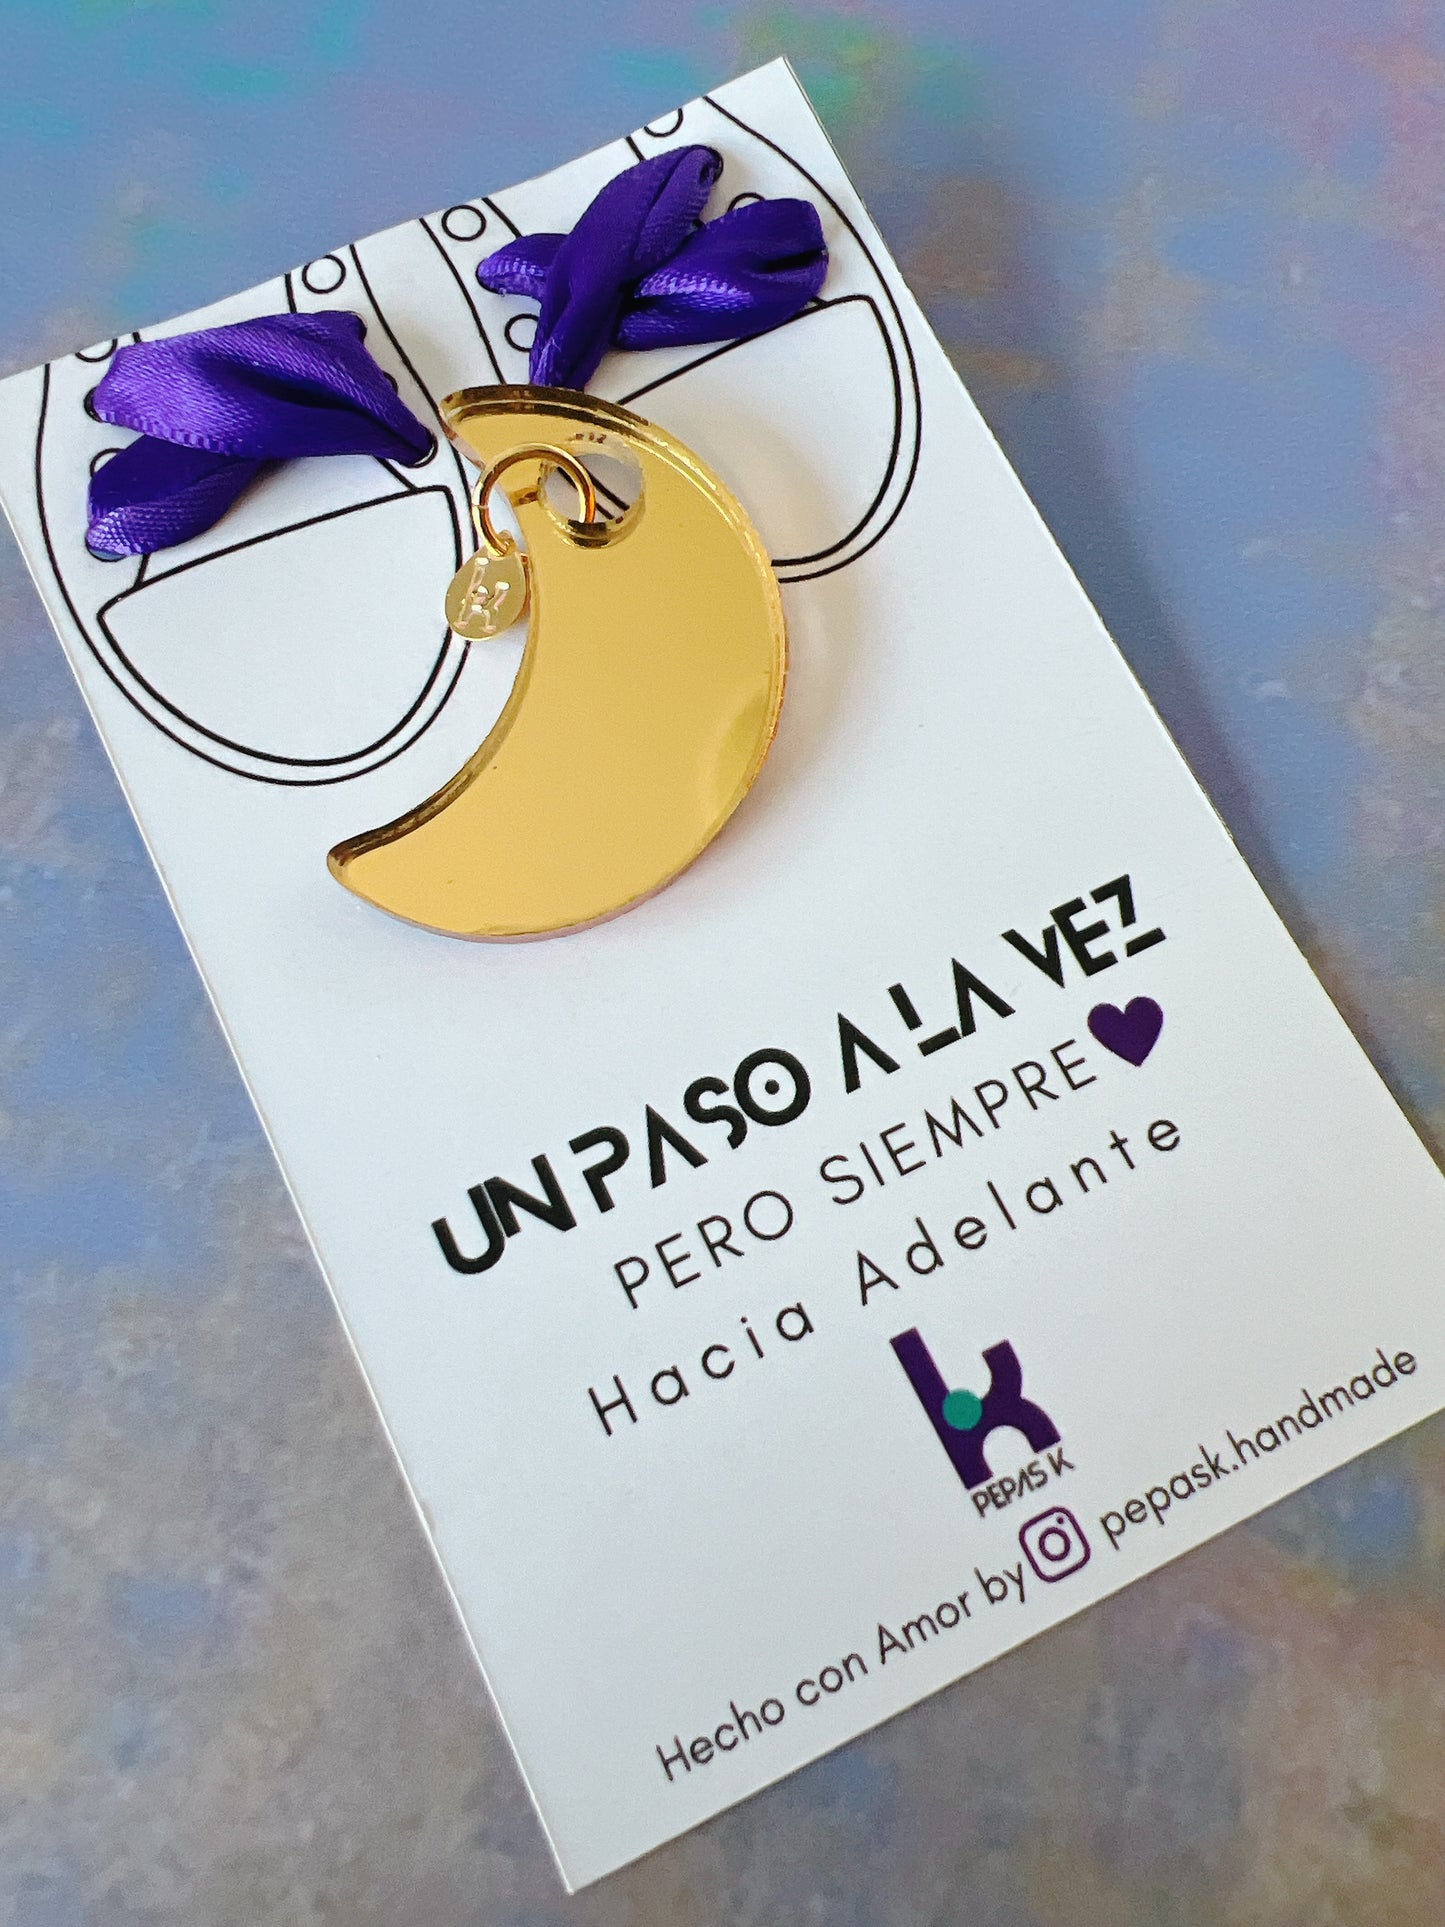 k
UN PASO A LA VEZ
PERO SIEMPRE
Hacia Adelante
k
PEPAS K
Hecho con Amor by pepask.handmade